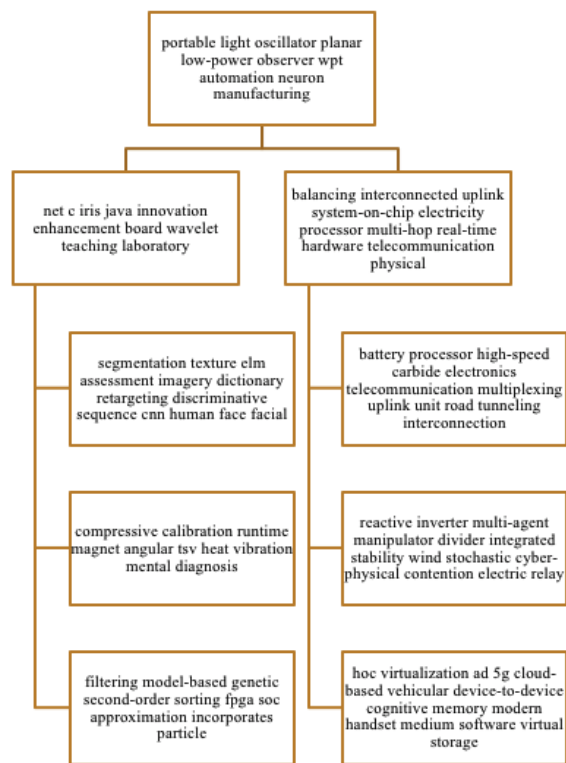 portable light oscillator planar
low-power observer wpt
automation neuron
manufacturing
net c iris java innovation
enhancement board wavelet
teaching laboratory
balancing interconnected uplink
system-on-chip electricity
processor multi-hop real-time
hardware telecommunication
physical
segmentation texture elm
assessment imagery dictionary
retargeting discriminative
sequence cnn human face facial
battery processor high-speed
carbide electronics
telecommunication multiplexing
uplink unit road tunneling
interconnection
compressive calibration runtime
magnet angular tsv heat vibration
mental diagnosis
reactive inverter multi-agent
manipulator divider integrated
stability wind stochastic cyber-
physical contention electric relay
filtering model-based genetic
second-order sorting fpga soc
approximation incorporates
particle
hoc virtualization ad 5g cloud-
based vehicular device-to-device
cognitive memory modern
handset medium software virtual
storage